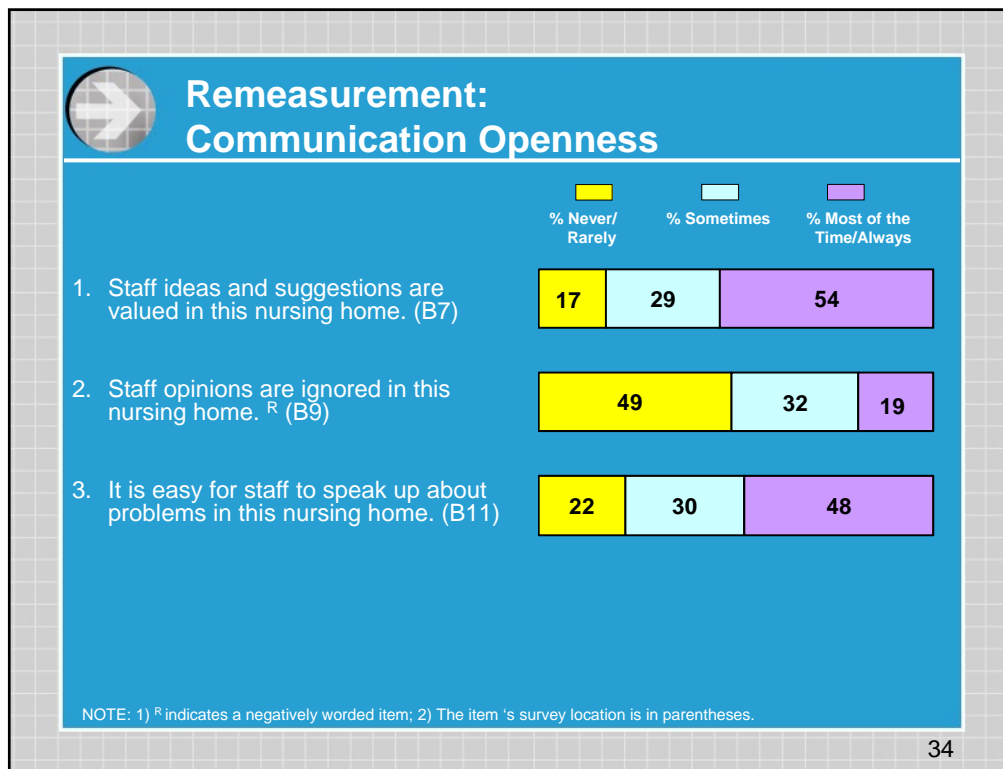 Remeasurement:
Communication Openness
% Never/
Rarely
% Sometimes
% Most of the
Time/Always
1. Staff ideas and suggestions are
valued in this nursing home. (B7)
17 29 54
2. Staff opinions are ignored in this
nursing home. R (B9)
49 32 19
3. It is easy for staff to speak up about
problems in this nursing home. (B11)
22 30 48
NOTE: 1) R indicates a negatively worded item; 2) The item ‘s survey location is in parentheses.
34